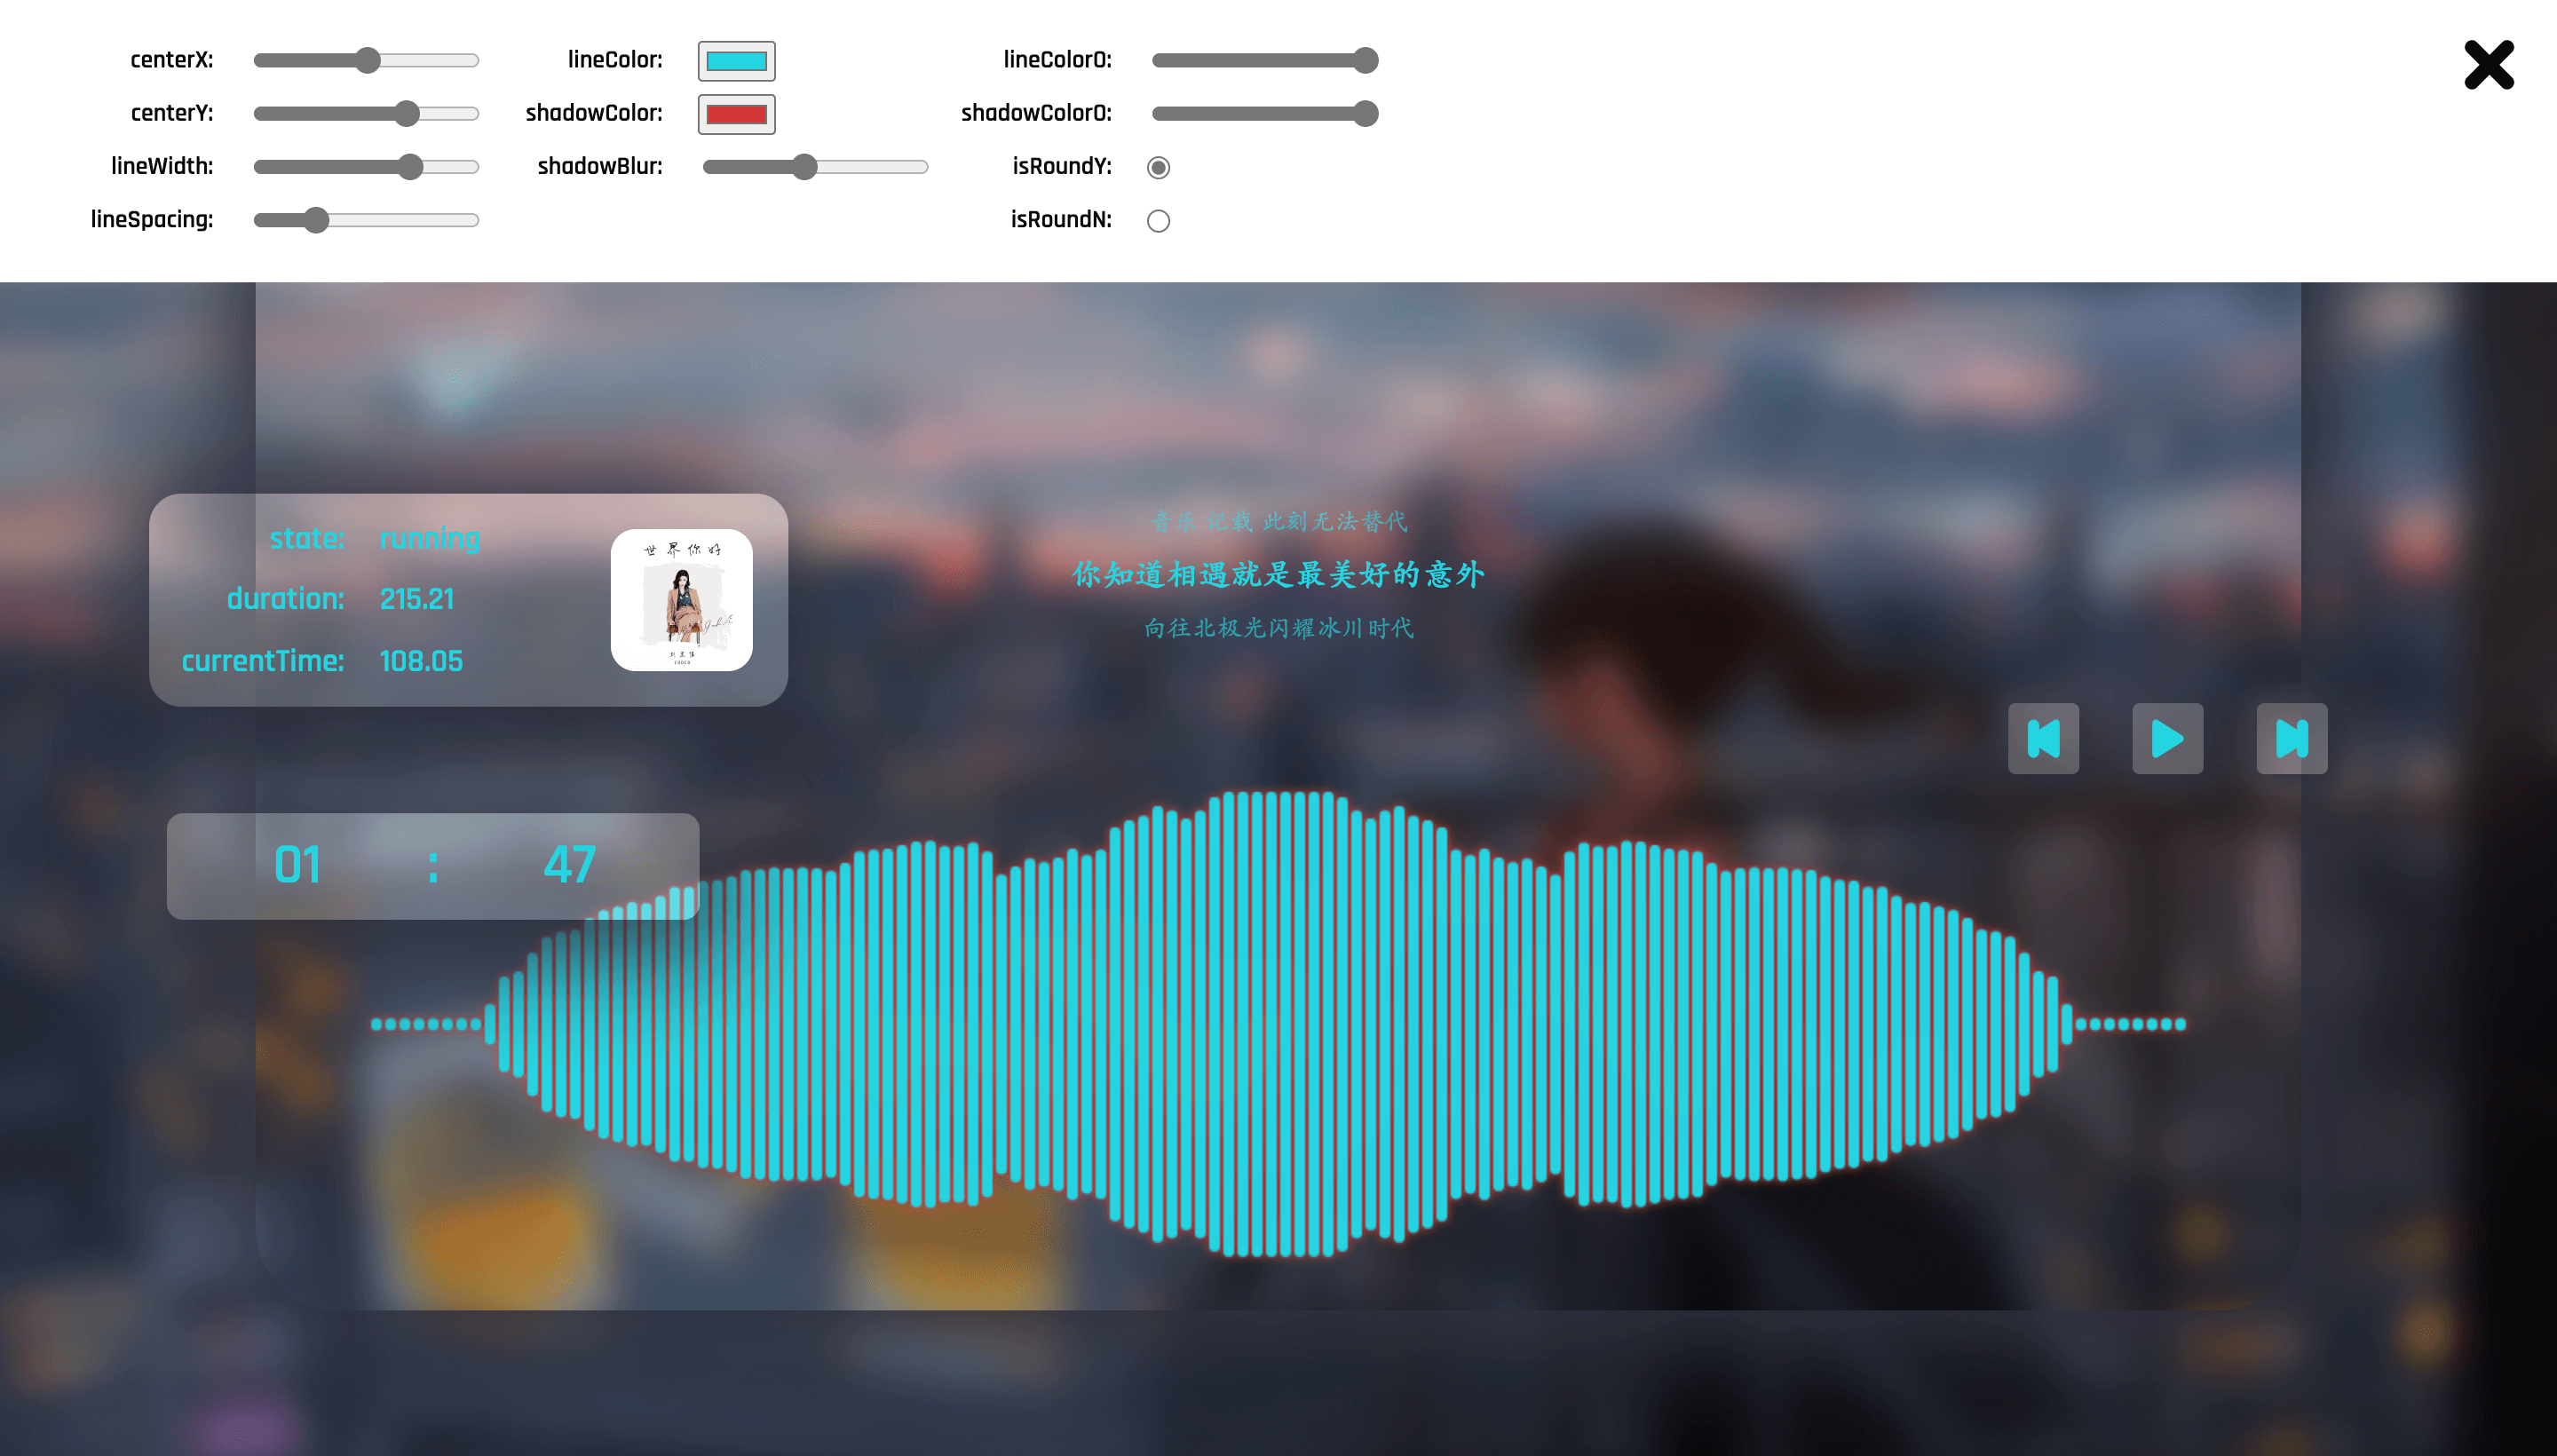 centerX:
lineColor:
lineColorO:
centerY:
shadowColor:
shadowColorO:
lineWidth:
shadowBlur:
isRoundY:
lineSpacing:
isRoundN:
state: running
duration: 215.21
currentTime: 108.05
世界你好
音乐 记载 此刻无法替代
你知道相遇就是最美好的意外
向往北极光闪耀冰川时代
01 : 47